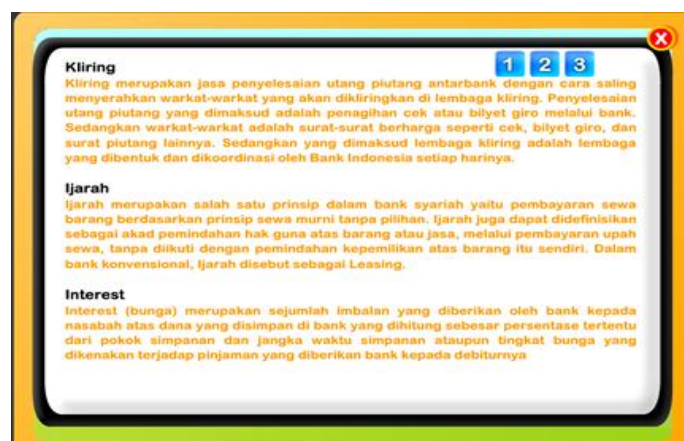 Kliring
1 2 3
Kliring merupakan jasa penyelesaian utang piutang antarbank dengan cara saling
menyerahkan warkat-warkat yang akan dikliringkan di lembaga kliring. Penyelesaian
utang piutang yang dimaksud adalah penagihan cek atau bilyet giro melalui bank.
Sedangkan warkat-warkat adalah surat-surat berharga seperti cek, bilyet giro, dan
surat piutang lainnya. Sedangkan yang dimaksud lembaga kliring adalah lembaga
yang dibentuk dan dikoordinasi oleh Bank Indonesia setiap harinya.
Ijarah
Ijarah merupakan salah satu prinsip dalam bank syariah yaitu pembayaran sewa
barang berdasarkan prinsip sewa murni tanpa pilihan. Ijarah juga dapat didefinisikan
sebagai akad pemindahan hak guna atas barang atau jasa, melalui pembayaran upah
sewa, tanpa diikuti dengan pemindahan kepemilikan atas barang itu sendiri. Dalam
bank konvensional, Ijarah disebut sebagai Leasing.
Interest
Interest (bunga) merupakan sejumlah imbalan yang diberikan oleh bank kepada
nasabah atas dana yang disimpan di bank yang dihitung sebesar persentase tertentu
dari pokok simpanan dan jangka waktu simpanan ataupun tingkat bunga yang
dikenakan terjadap pinjaman yang diberikan bank kepada debiturnya